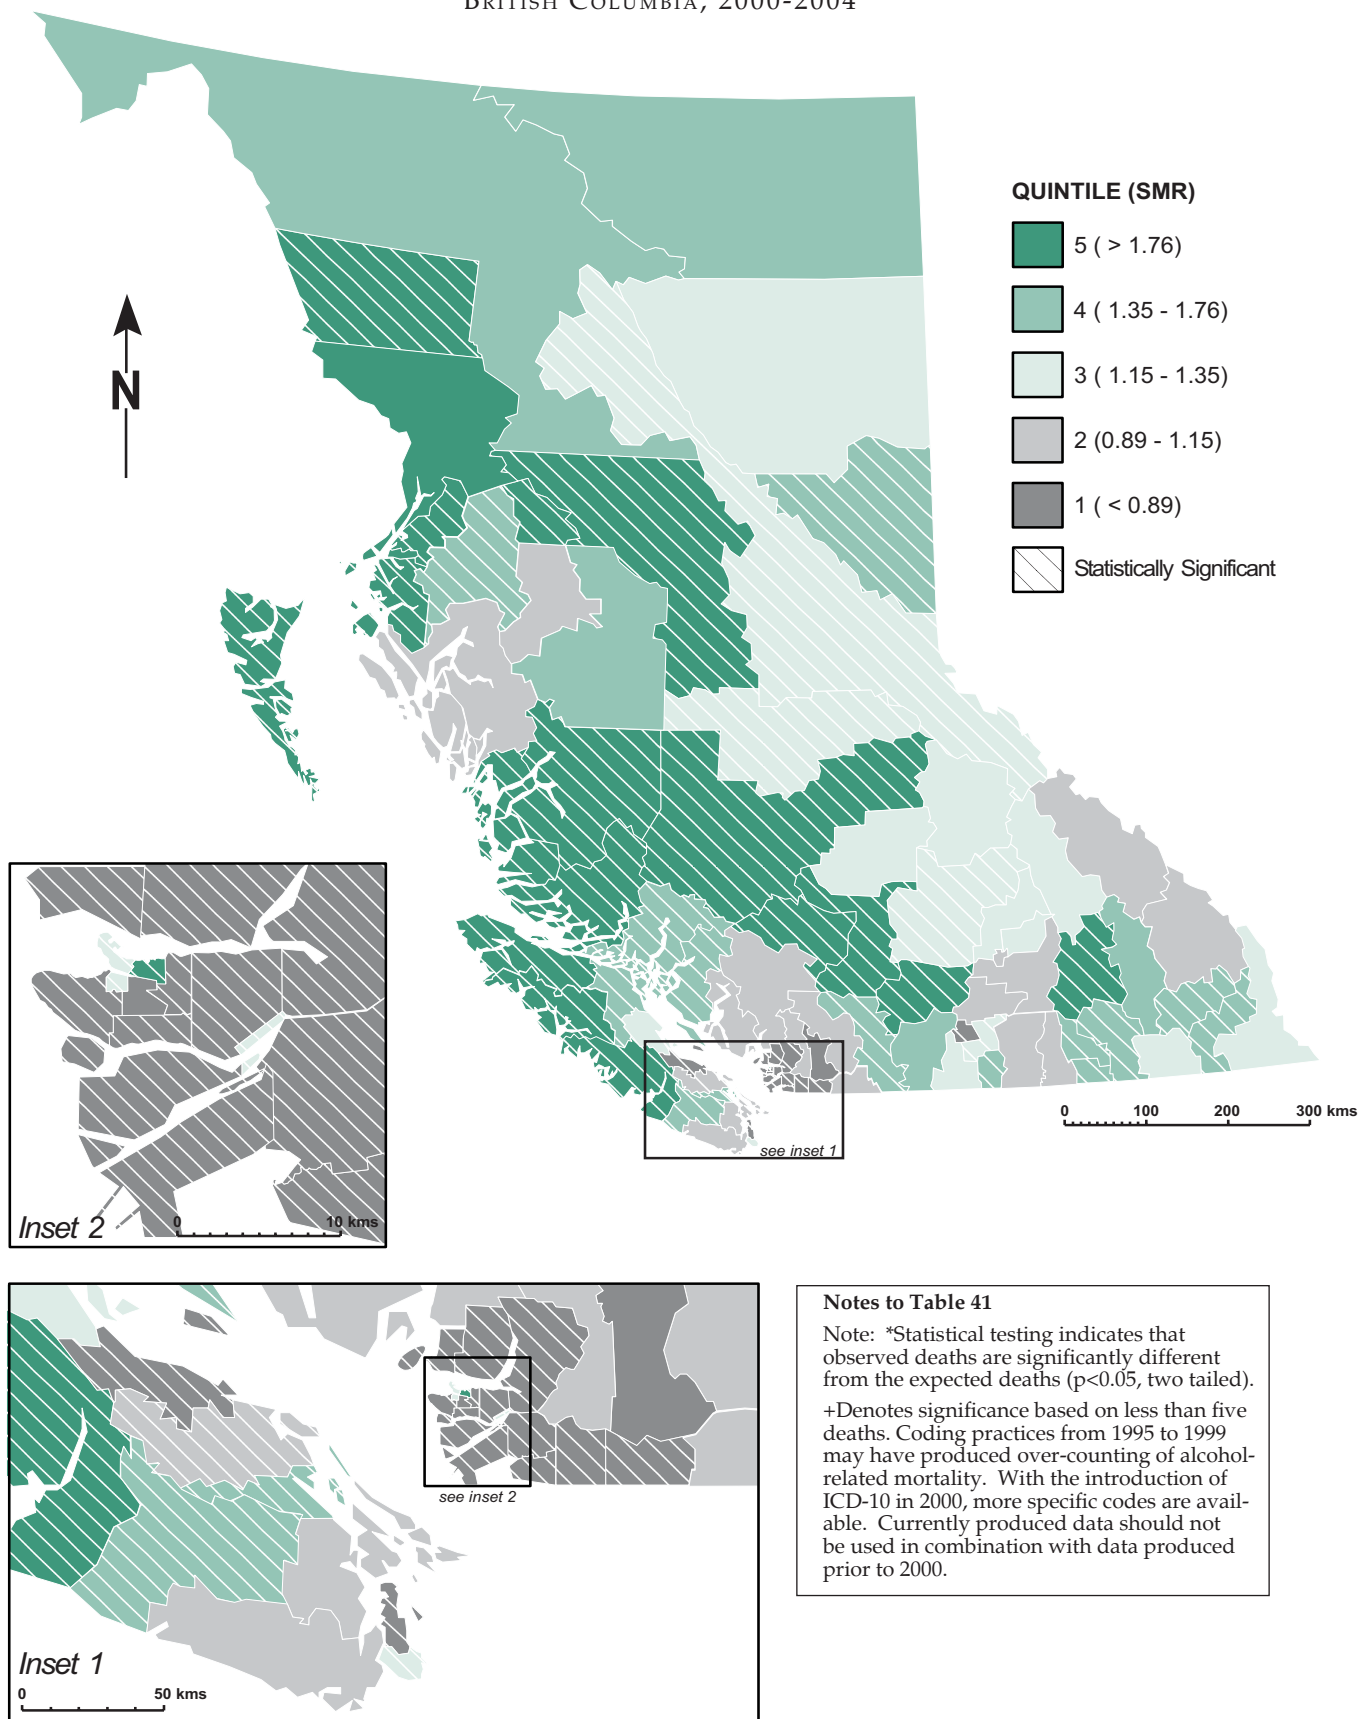 BRITISH COLUMBIA, 2000-2004
QUINTILE (SMR)
5 ( > 1.76)
4 ( 1.35 - 1.76)
3 ( 1.15 - 1.35)
2 (0.89 - 1.15)
1 ( < 0.89)
Statistically Significant
N
0 100 200 300 kms
see inset 1
Inset 2
0 10 kms
see inset 2
Inset 1
0 50 kms
Notes to Table 41
Note: *Statistical testing indicates that
observed deaths are significantly different
from the expected deaths (p<0.05, two tailed).
+Denotes significance based on less than five
deaths. Coding practices from 1995 to 1999
may have produced over-counting of alcohol-
related mortality. With the introduction of
ICD-10 in 2000, more specific codes are avail-
able. Currently produced data should not
be used in combination with data produced
prior to 2000.